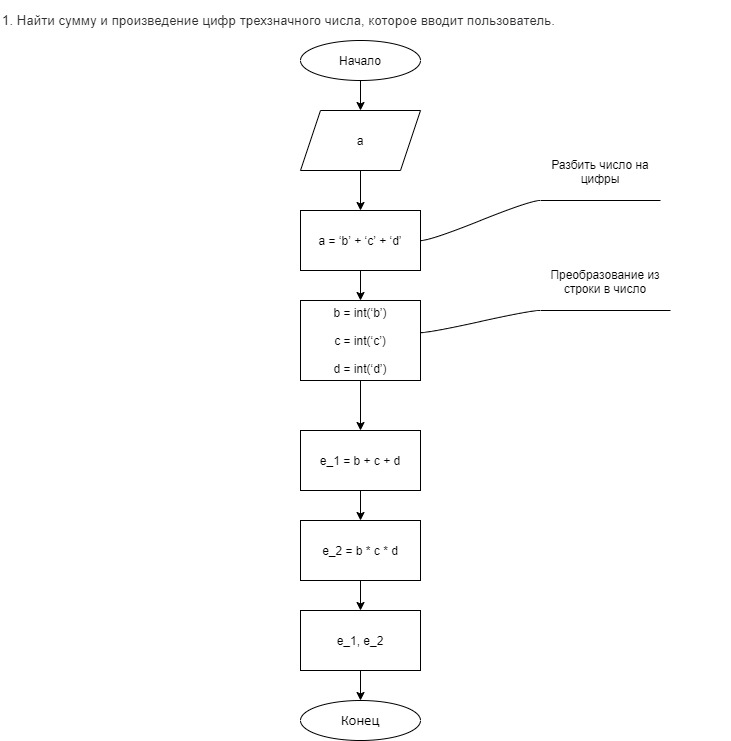 1. Найти сумму и произведение цифр трехзначного числа, которое вводит пользователь.
Начало
a
Разбить число на
цифры
a = ‘b’ + ‘c’ + ‘d’
Преобразование из
строки в число
b = int(‘b’)
c = int(‘c’)
d = int(‘d’)
e_1 = b + c + d
e_2 = b * c * d
e_1, e_2
Конец